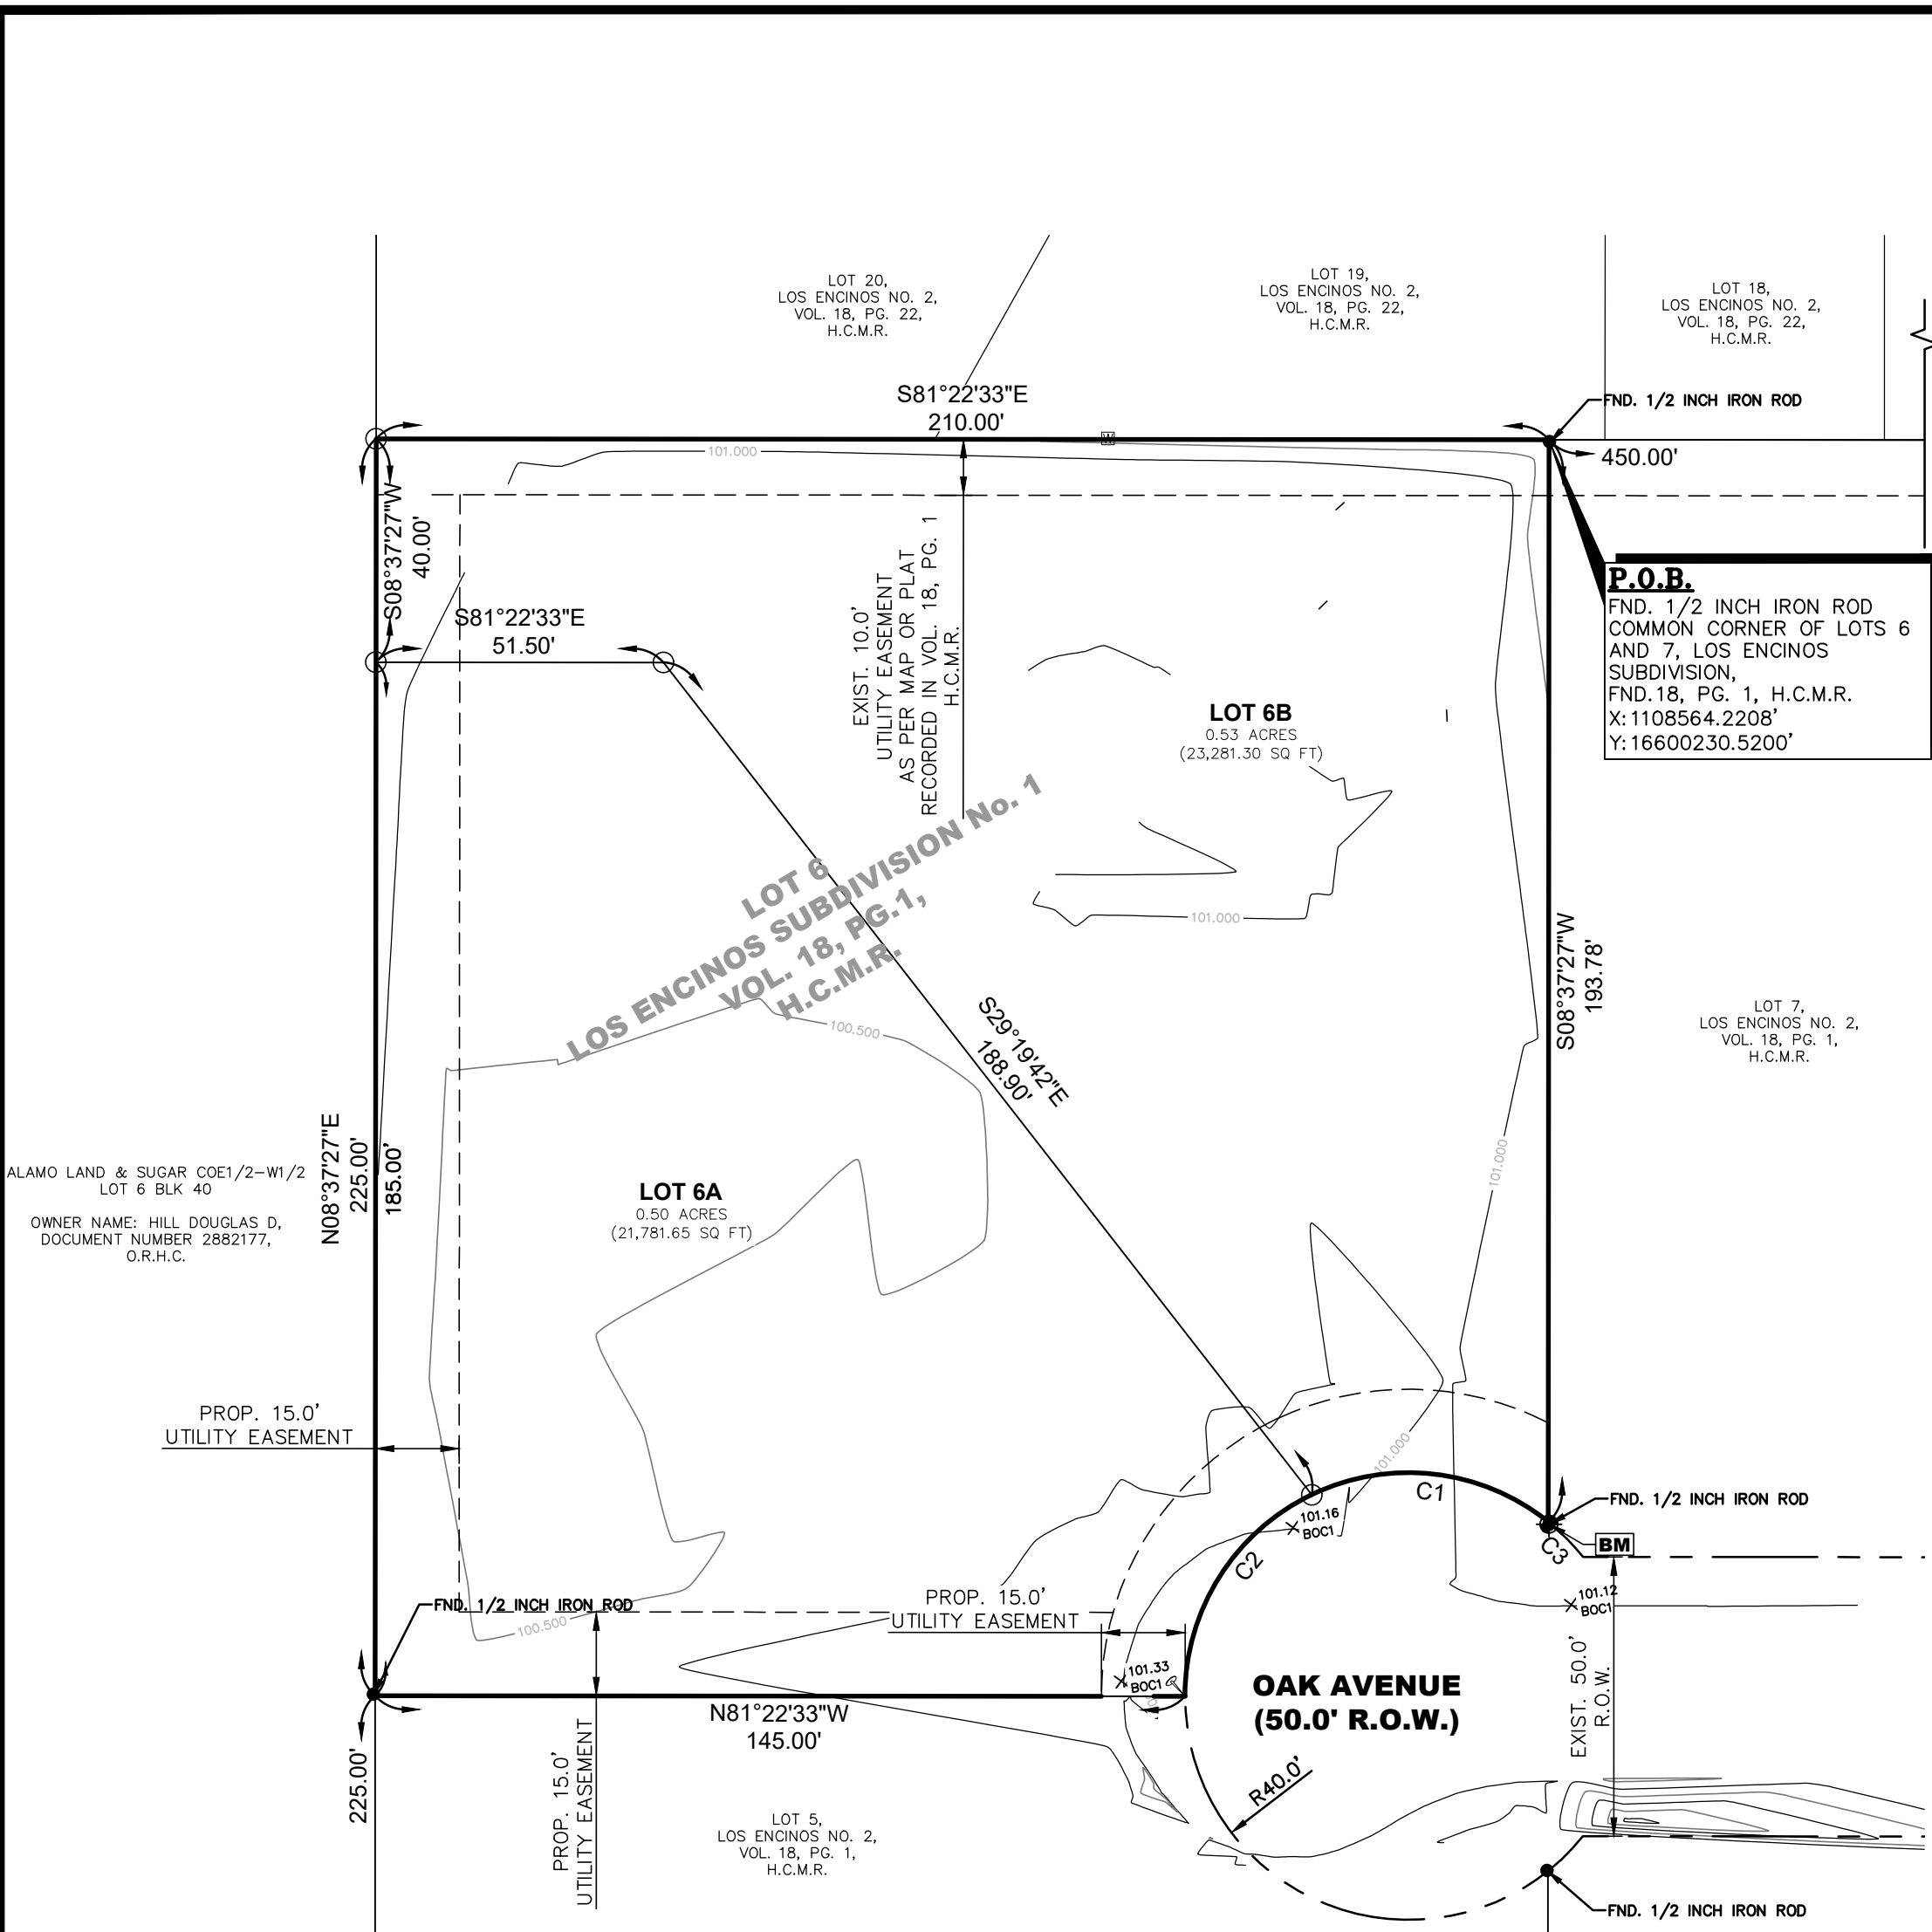 LOT 20,
LOS ENCINOS NO. 2,
VOL. 18, PG. 22,
H.C.M.R.
LOT 19,
LOS ENCINOS NO. 2,
VOL. 18, PG. 22,
H.C.M.R.
LOT 18,
LOS ENCINOS NO. 2,
VOL. 18, PG. 22,
H.C.M.R.
S81°22'33"E
210.00'
FND. 1/2 INCH IRON ROD
450.00'
W
101.000
S08°37'27"W
40.00'
S81°22'33"E
51.50'
EXIST. 10.0'
UTILITY EASEMENT
AS PER MAP OR PLAT
RECORDED IN VOL. 18, PG. 1
H.C.M.R.
P.O.B.
FND. 1/2 INCH IRON ROD
COMMON CORNER OF LOTS 6
AND 7, LOS ENCINOS
SUBDIVISION,
FND.18, PG. 1, H.C.M.R.
X:1108564.2208'
Y:16600230.5200'
LOT 6B
0.53 ACRES
(23,281.30 SQ FT)
LOT 6
LOS ENCINOS SUBDIVISION No. 1
VOL. 18, PG.1,
H.C.M.R.
101.000
S08°37'27"W
193.78'
100.500
S29°19'42"E
188.90'
LOT 7,
LOS ENCINOS NO. 2,
VOL. 18, PG. 1,
H.C.M.R.
ALAMO LAND & SUGAR COE1/2-W1/2
LOT 6 BLK 40
OWNER NAME: HILL DOUGLAS D,
DOCUMENT NUMBER 2882177,
O.R.H.C.
N08°37'27"E
225.00'
185.00'
LOT 6A
0.50 ACRES
(21,781.65 SQ FT)
101.000
PROP. 15.0'
UTILITY EASEMENT
101.000
C1
FND. 1/2 INCH IRON ROD
101.16
BOC1
BM
C3
C2
101.12
BOC1
FND. 1/2 INCH IRON ROD
100.500
PROP. 15.0'
UTILITY EASEMENT
101.33
BOC1
N81°22'33"W
145.00'
OAK AVENUE
(50.0' R.O.W.)
EXIST. 50.0'
R.O.W.
225.00'
PROP. 15.0'
UTILITY EASEMENT
R40.0'
LOT 5,
LOS ENCINOS NO. 2,
VOL. 18, PG. 1,
H.C.M.R.
FND. 1/2 INCH IRON ROD